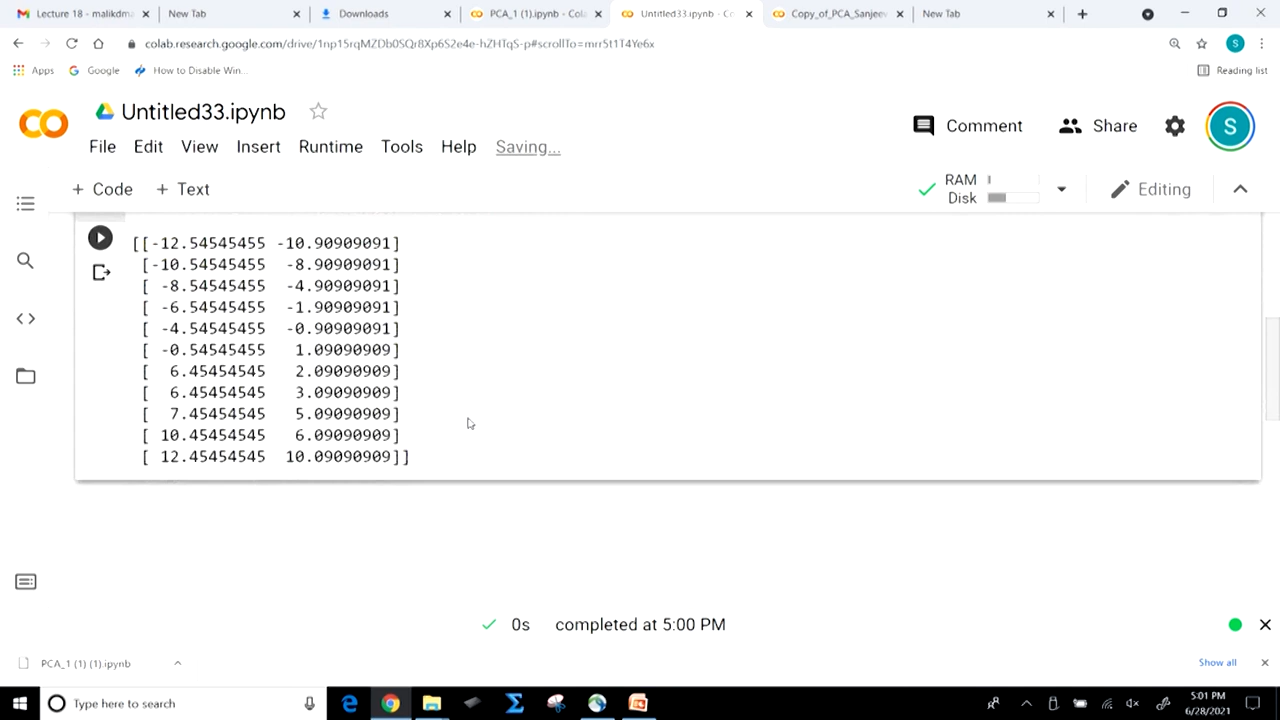 Lecture 18 - malikdma
New Tab
Downloads
PCA_1 (1).ipynb - Cola
Untitled33.ipynb - Co
Copy_of_PCA_Sanjeev
New Tab
colab.research.google.com/drive/1np15rqMZDb0SQr8Xp6S2e4e-hZHTqS-p#scrollTo=mrr5t1T4Ye6x
S
Apps
Google
How to Disable Win...
Reading list
Untitled33.ipynb
Comment
Share
S
File Edit View Insert Runtime Tools Help Saving...
+ Code + Text
RAM
Disk
Editing
[[-12.54545455 -10.90909091]
[-10.54545455 -8.90909091]
[ -8.54545455 -4.90909091]
[ -6.54545455 -1.90909091]
[ -4.54545455 -0.90909091]
[ -0.54545455 1.09090909]
[ 6.45454545 2.09090909]
[ 6.45454545 3.09090909]
[ 7.45454545 5.09090909]
[ 10.45454545 6.09090909]
[ 12.45454545 10.09090909]]
0s completed at 5:00 PM
PCA_1 (1) (1).ipynb
Show all
Type here to search
5:01 PM
6/28/2021